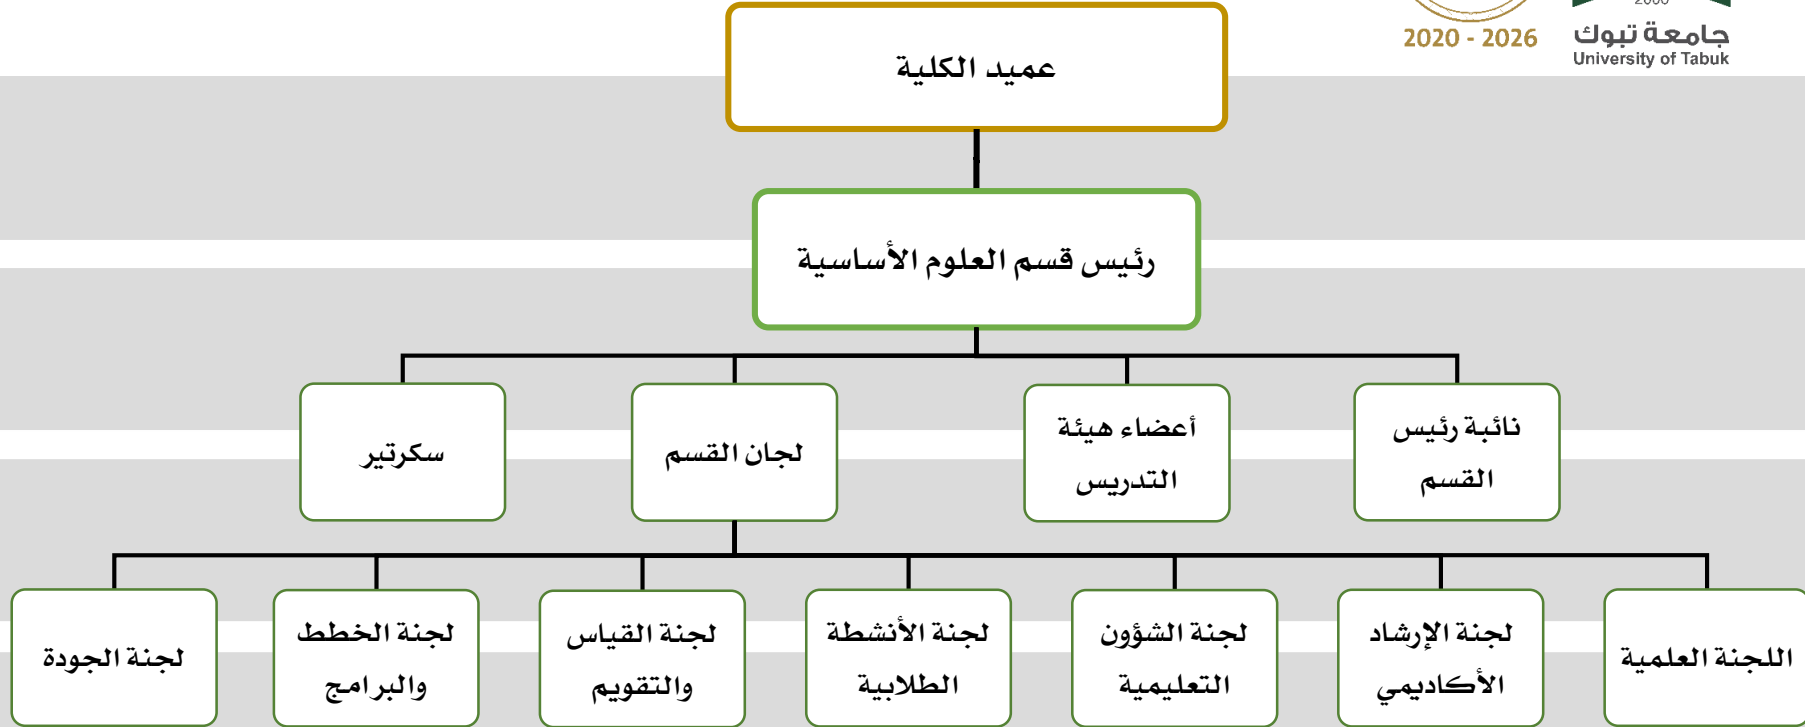 2000
2020 - 2026
جامعة تبوك
University of Tabuk
عميد الكلية
رئيس قسم العلوم الأساسية
نائبة رئيس
القسم
أعضاء هيئة
التدريس
لجان القسم
سكرتير
اللجنة العلمية
لجنة الإرشاد
الأكاديمي
لجنة الشؤون
التعليمية
لجنة الأنشطة
الطلابية
لجنة القياس
والتقويم
لجنة الخطط
والبرامج
لجنة الجودة